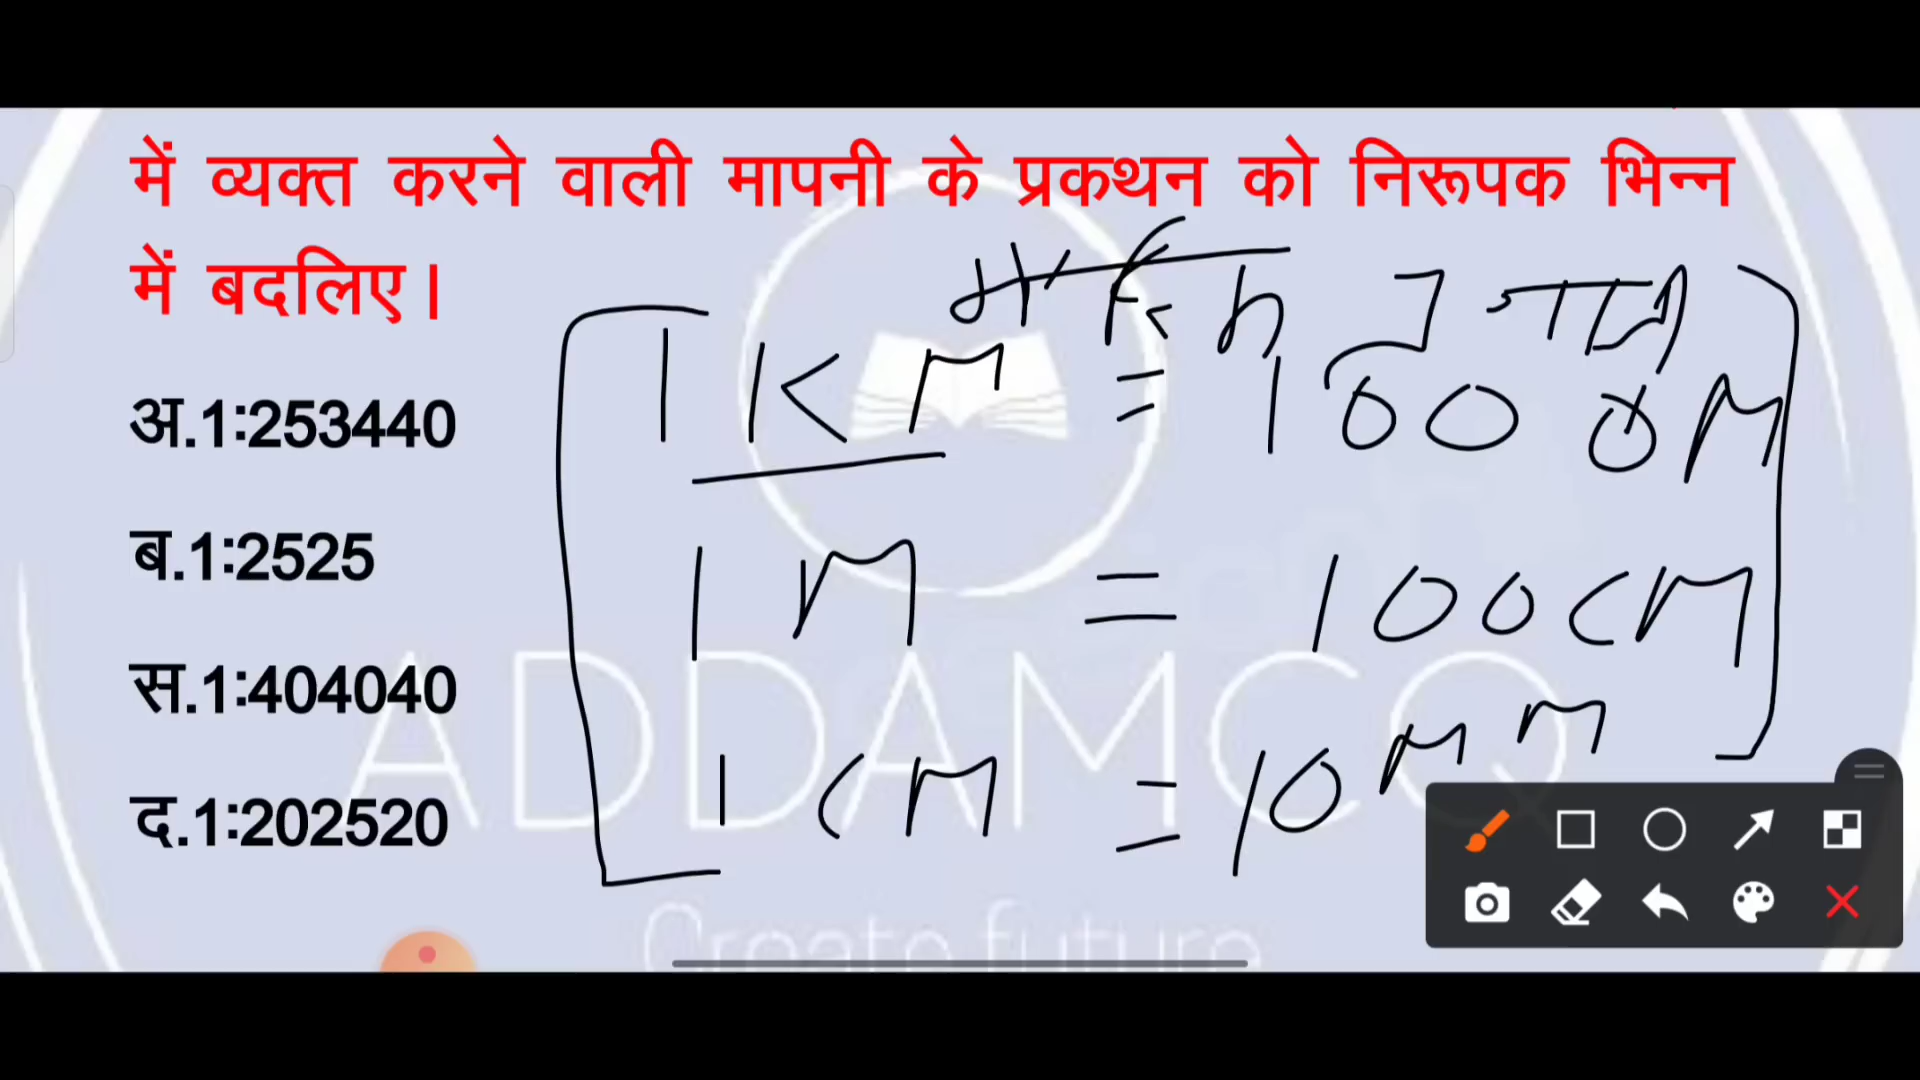 में व्यक्त करने वाली मापनी के प्रकथन को निरूपक भिन्न
में बदलिए।
1 KM = 1000M
अ.1:253440
ब.1:2525
1 M = 100CM
स.1:404040
ADDAMCQ
द.1:202520
1 CM = 10MM
Create future